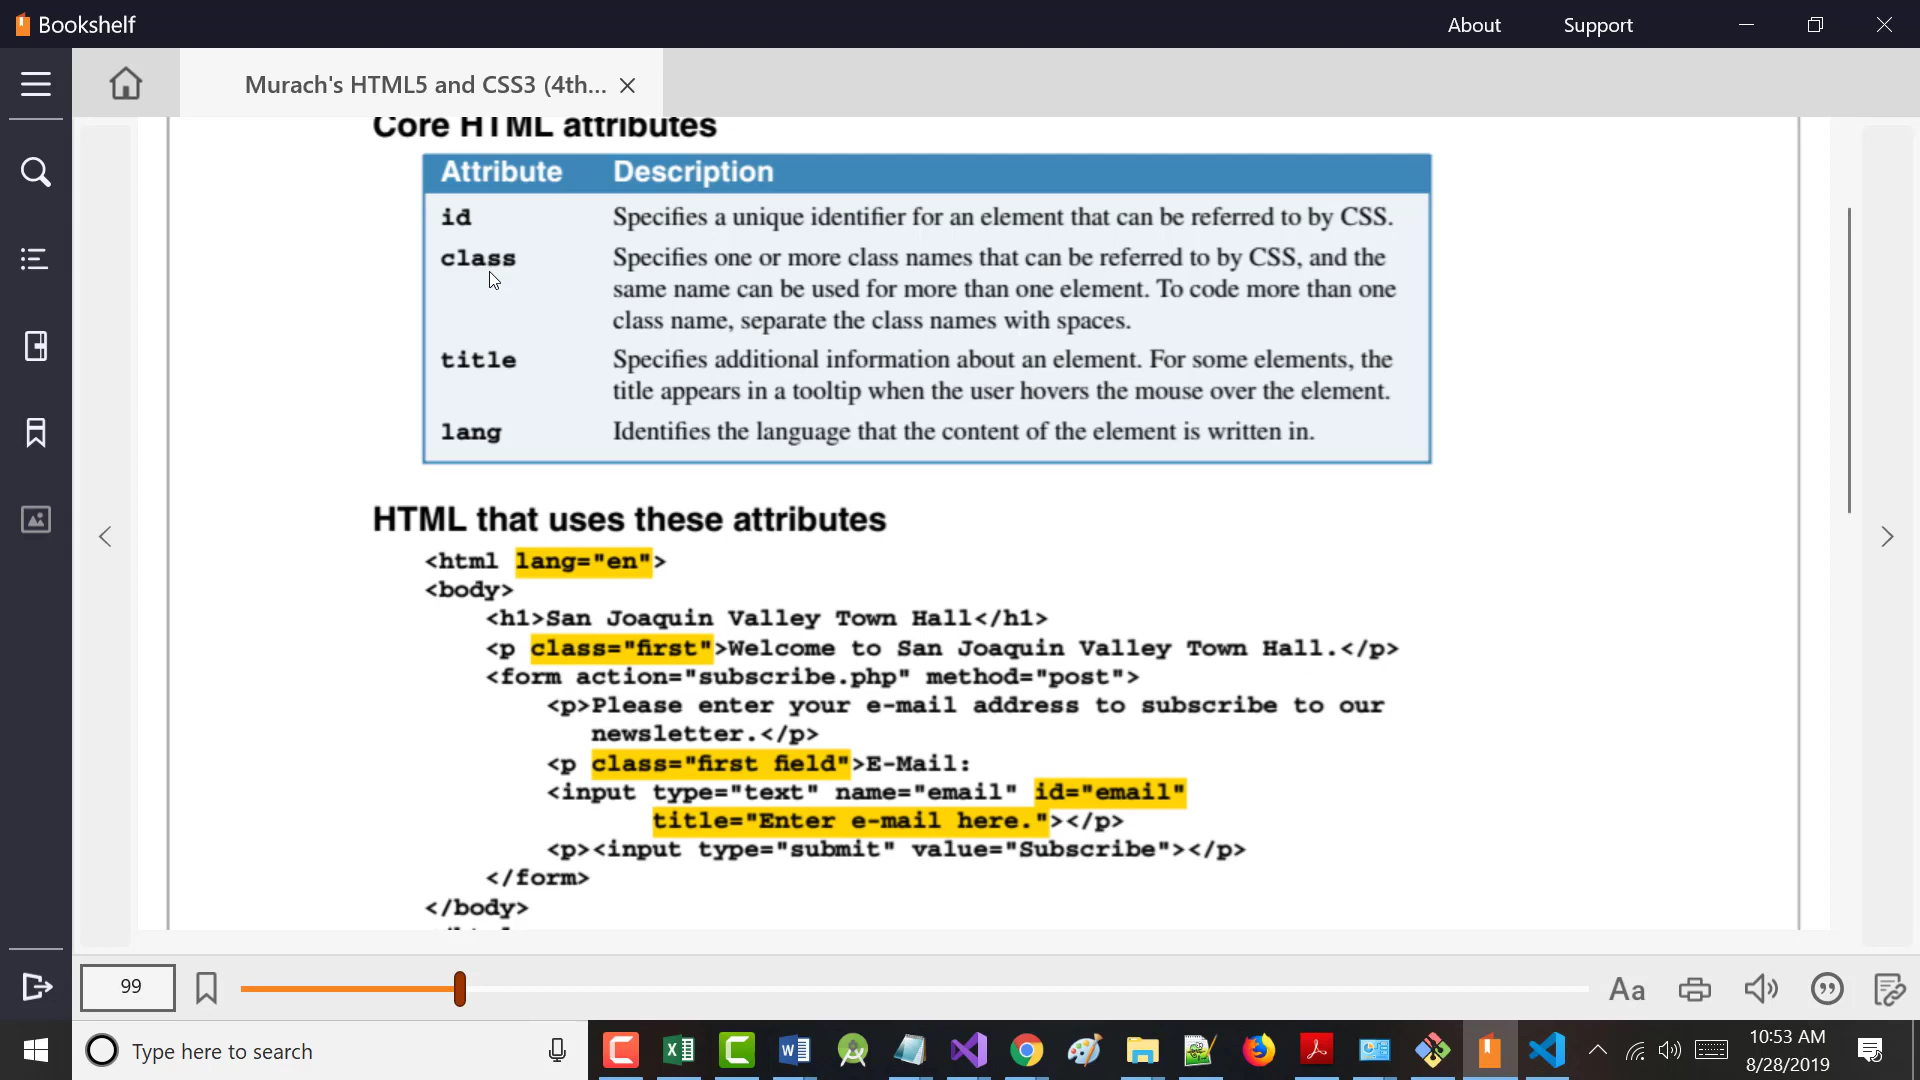 Bookshelf
About
Support
Murach's HTML5 and CSS3 (4th...
Core HTML attributes
Attribute Description
id Specifies a unique identifier for an element that can be referred to by CSS.
class Specifies one or more class names that can be referred to by CSS, and the
same name can be used for more than one element. To code more than one
class name, separate the class names with spaces.
title Specifies additional information about an element. For some elements, the
title appears in a tooltip when the user hovers the mouse over the element.
lang Identifies the language that the content of the element is written in.
HTML that uses these attributes
<html lang="en">
<body>
<h1>San Joaquin Valley Town Hall</h1>
<p class="first">Welcome to San Joaquin Valley Town Hall.</p>
<form action="subscribe.php" method="post">
<p>Please enter your e-mail address to subscribe to our
newsletter.</p>
<p class="first field">E-Mail:
<input type="text" name="email" id="email"
title="Enter e-mail here."></p>
<p><input type="submit" value="Subscribe"></p>
</form>
</body>
99
Aa
Type here to search
10:53 AM
8/28/2019